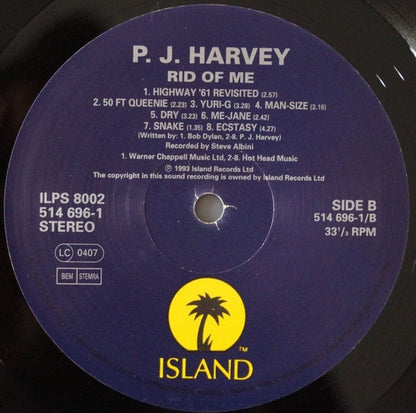 P. J. HARVEY
RID OF ME
1. HIGHWAY '61 REVISITED (2.57)
2. 50 FT QUEENIE (2.23) 3. YURI-G (3.28) 4. MAN-SIZE (3.16)
5. DRY (3.23) 6. ME-JANE (2.42)
7. SNAKE (1.35) 8. ECSTASY (4.27)
(Written by: 1. Bob Dylan, 2-8. P. J. Harvey)
Recorded by Steve Albini
1. Warner Chappell Music Ltd, 2-8. Hot Head Music
Ⓟ 1993 Island Records Ltd
The copyright in this sound recording is owned by Island Records Ltd
ILPS 8002
514 696-1
STEREO
LC 0407
BIEM STEMRA
SIDE B
514 696-1/B
33⅓ RPM
TM
ISLAND